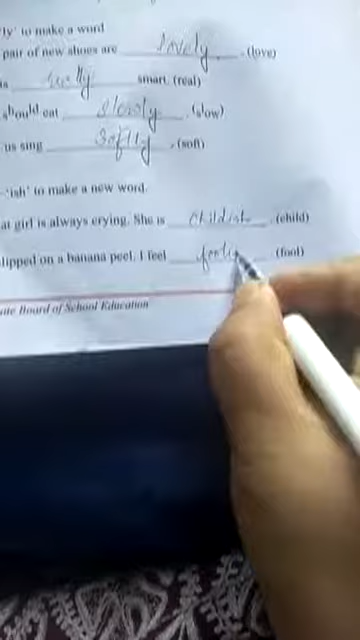 'ly' to make a word
pair of new shoes are lovely. (love)
is really smart. (real)
should eat slowly. (slow)
us sing softly. (soft)
-'ish' to make a new word.
at girl is always crying. She is childish. (child)
lipped on a banana peel. I feel fooli (fool)
ate Board of School Education